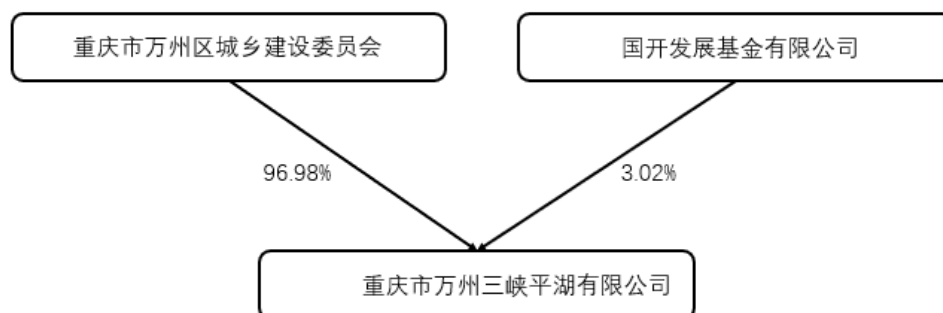 重庆市万州区城乡建设委员会
国开发展基金有限公司
96.98%
3.02%
重庆市万州三峡平湖有限公司